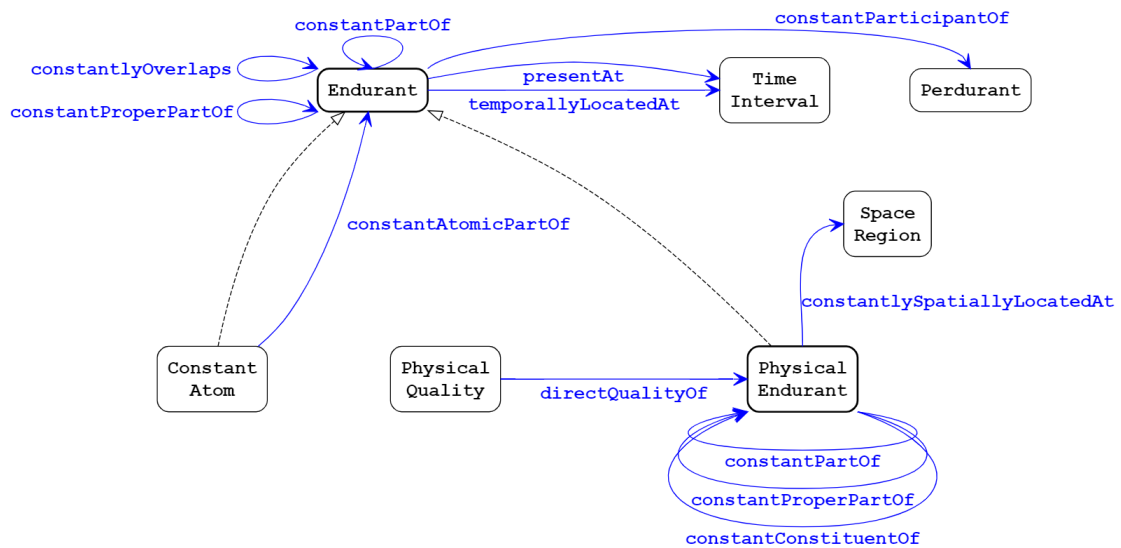 constantPartOf
constantParticipantOf
constantlyOverlaps
Endurant
presentAt
Time
Interval
Perdurant
constantProperPartOf
temporallyLocatedAt
constantAtomicPartOf
Space
Region
constantlySpatiallyLocatedAt
Constant
Atom
Physical
Quality
directQualityOf
Physical
Endurant
constantPartOf
constantProperPartOf
constantConstituentOf